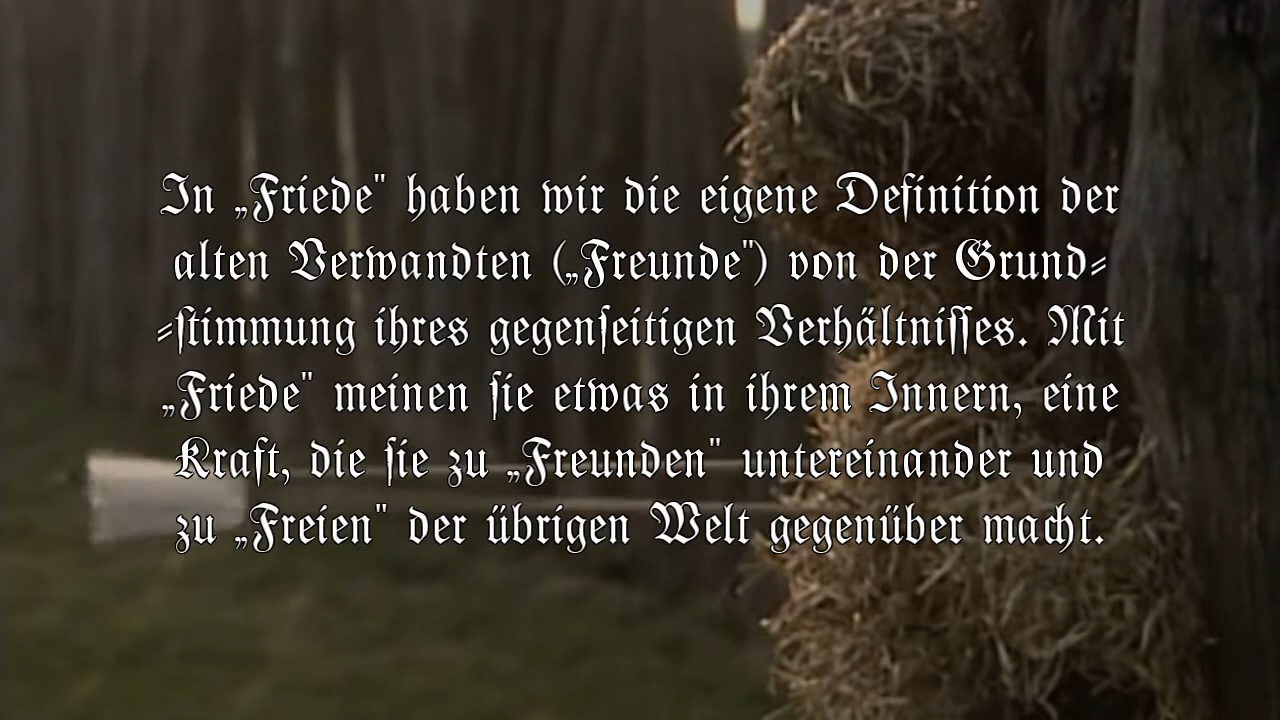 In „Friede" haben wir die eigene Definition der
alten Verwandten („Freunde") von der Grund⸗
⸗ſtimmung ihres gegenſeitigen Verhältniſſes. Mit
„Friede" meinen ſie etwas in ihrem Innern, eine
Kraft, die ſie zu „Freunden" untereinander und
zu „Freien" der übrigen Welt gegenüber macht.